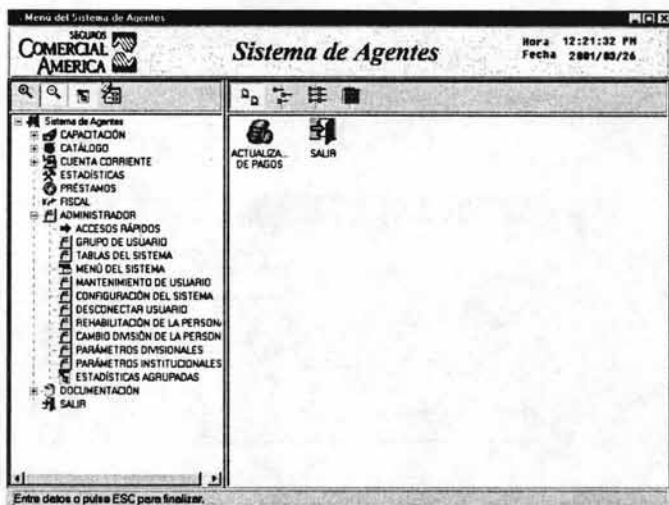 Menú del Sistema de Agentes
SEGUROS
COMERCIAL
AMERICA
Sistema de Agentes
Hora 12:21:32 PM
Fecha 2001/03/26
Sistema de Agentes
CAPACITACIÓN
CATÁLOGO
CUENTA CORRIENTE
ESTADÍSTICAS
PRÉSTAMOS
FISCAL
ADMINISTRADOR
ACCESOS RÁPIDOS
GRUPO DE USUARIO
TABLAS DEL SISTEMA
MENÚ DEL SISTEMA
MANTENIMIENTO DE USUARIO
CONFIGURACIÓN DEL SISTEMA
DESCONECTAR USUARIO
REHABILITACIÓN DE LA PERSON
CAMBIO DIVISIÓN DE LA PERSON
PARÁMETROS DIVISIONALES
PARÁMETROS INSTITUCIONALES
ESTADÍSTICAS AGRUPADAS
DOCUMENTACIÓN
SALIR
ACTUALIZA...
DE PAGOS
SALIR
Entre datos o pulse ESC para finalizar.